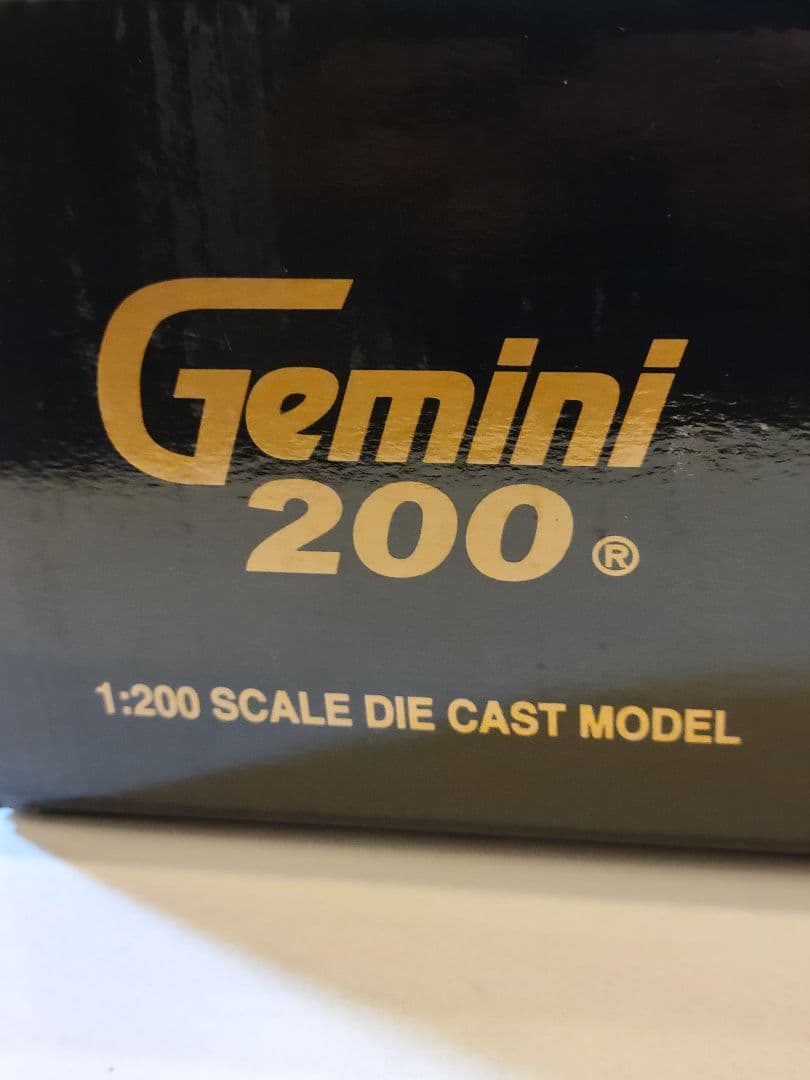 Gemini
200®
1:200 SCALE DIE CAST MODEL